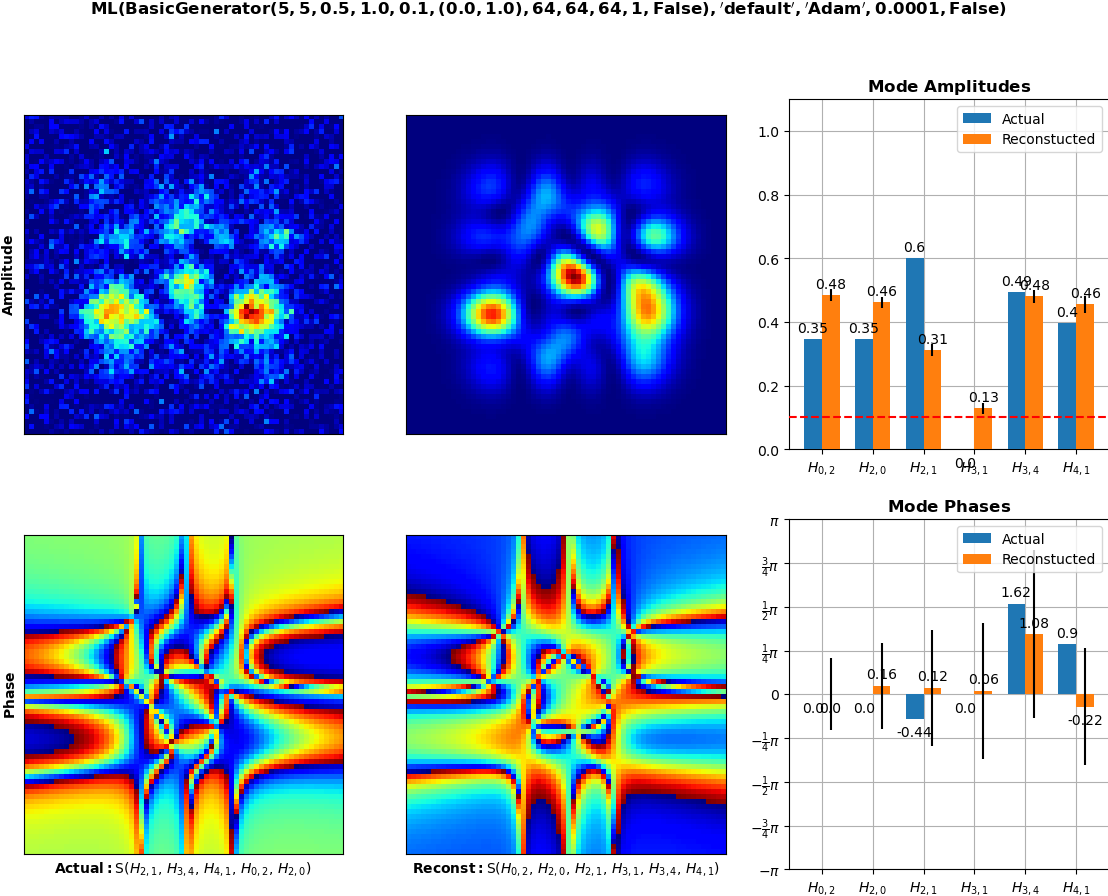 ML(BasicGenerator(5, 5, 0.5, 1.0, 0.1, (0.0, 1.0), 64, 64, 64, 1, False), ′default′, ′Adam′, 0.0001, False)
Mode Amplitudes
Actual
Reconstucted
1.0
0.8
0.6
0.4
0.2
0.0
0.35
0.48
0.35
0.46
0.6
0.31
0.0
0.13
0.49
0.48
0.4
0.46
H0,2
H2,0
H2,1
H3,1
H3,4
H4,1
Amplitude
Mode Phases
Actual
Reconstucted
π
3/4π
1/2π
1/4π
0
−1/4π
−1/2π
−3/4π
−π
0.0
0.0
0.0
0.16
-0.44
0.12
0.0
0.06
1.62
1.08
0.9
-0.22
H0,2
H2,0
H2,1
H3,1
H3,4
H4,1
Phase
Actual: S(H2,1, H3,4, H4,1, H0,2, H2,0)
Reconst: S(H0,2, H2,0, H2,1, H3,1, H3,4, H4,1)